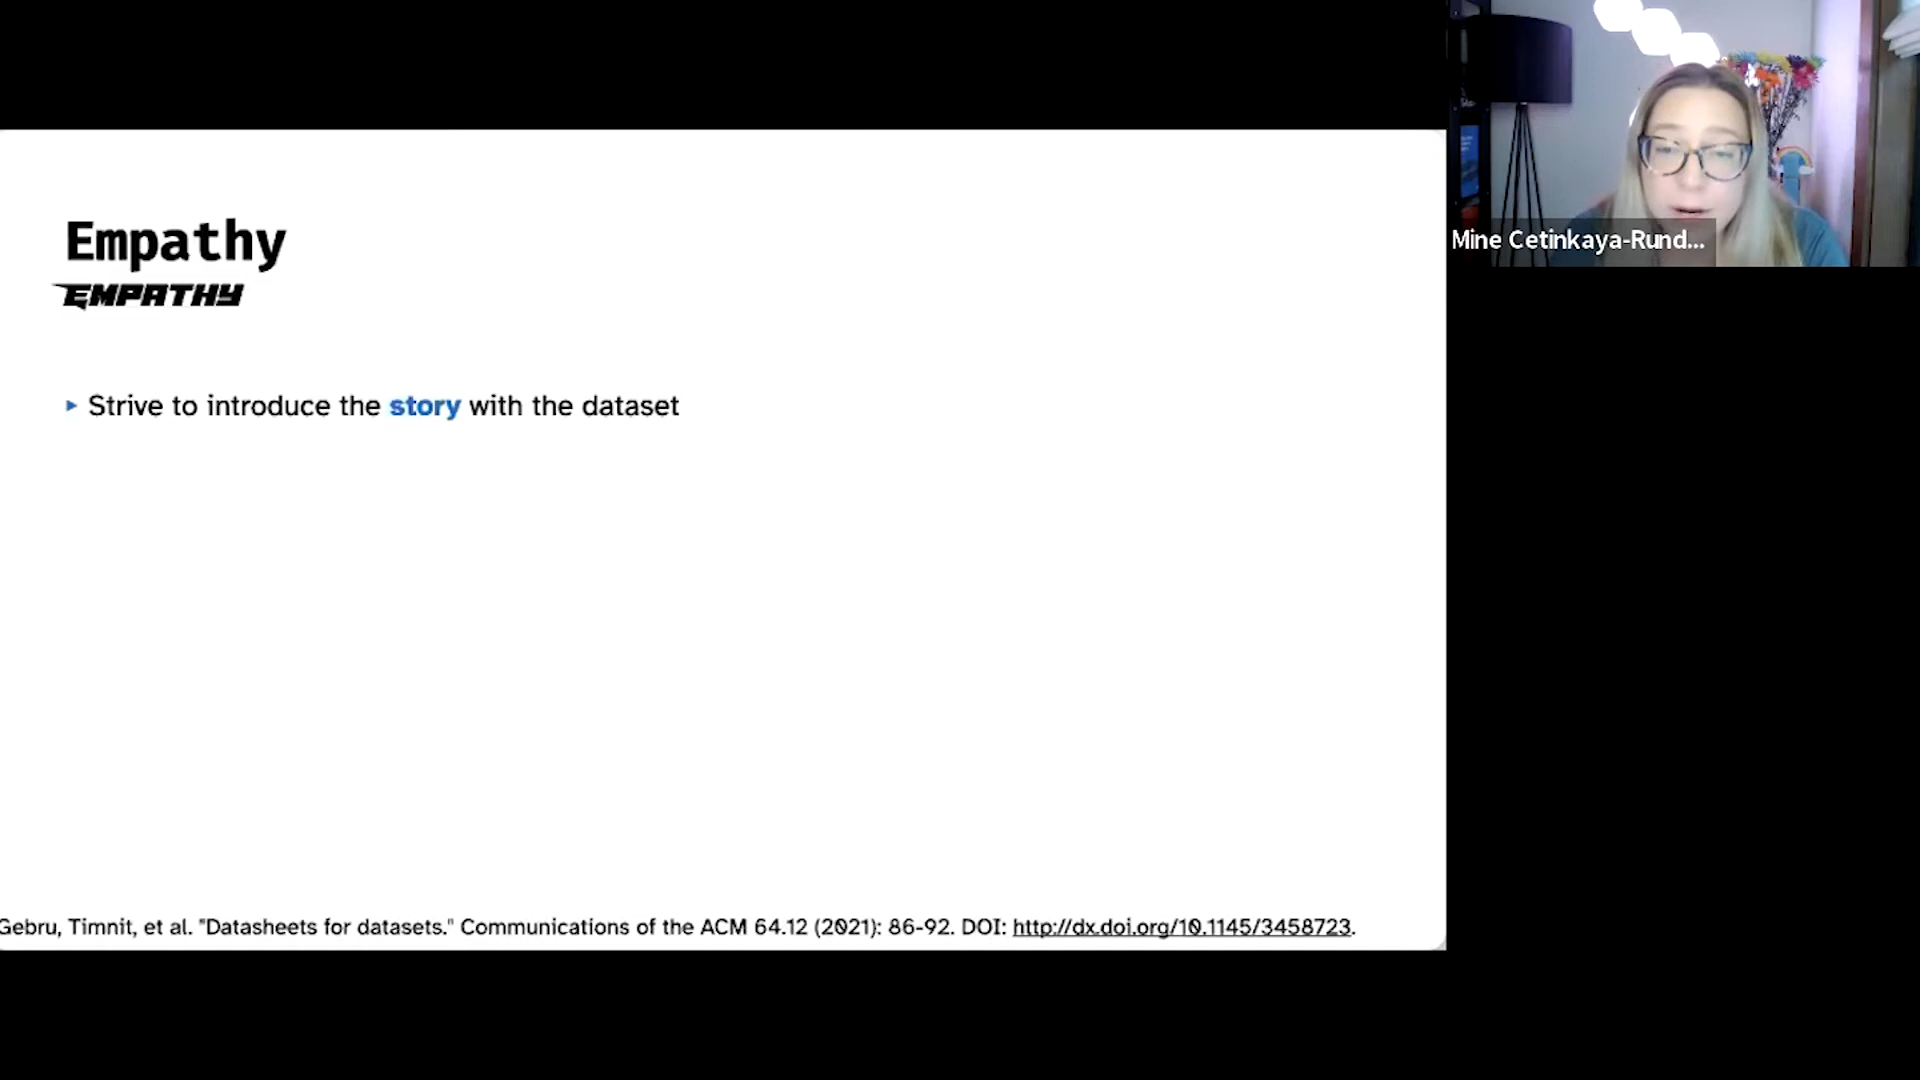 Empathy
EMPATHY
▸ Strive to introduce the story with the dataset
Gebru, Timnit, et al. "Datasheets for datasets." Communications of the ACM 64.12 (2021): 86-92. DOI: http://dx.doi.org/10.1145/3458723.
Mine Cetinkaya-Rund...